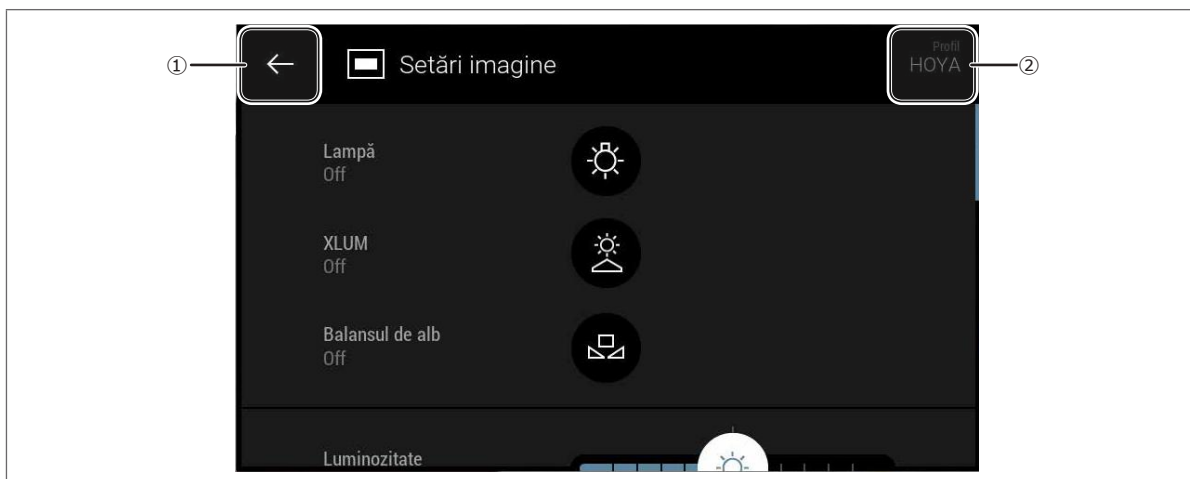 ① Setări imagine Profil ②
HOYA
Lampă
Off
XLUM
Off
Balansul de alb
Off
Luminozitate